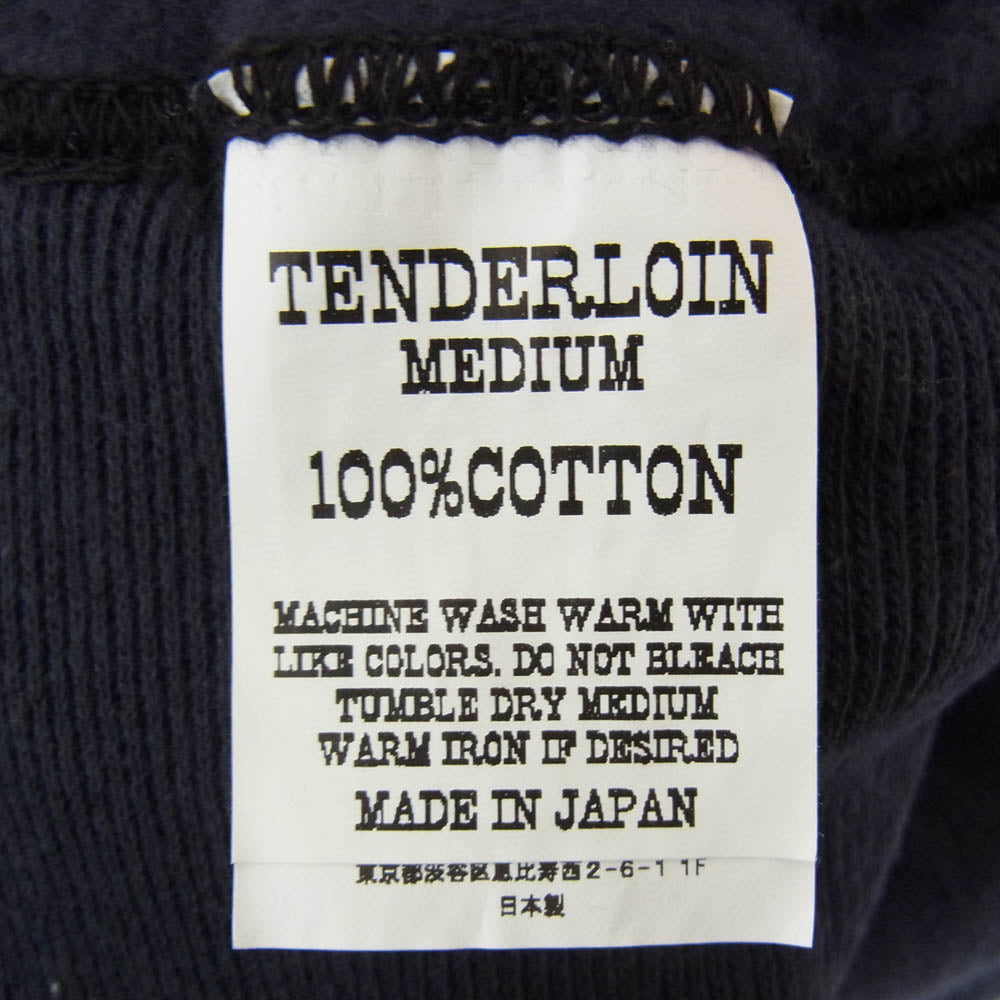 TENDERLOIN
MEDIUM
100%COTTON
MACHINE WASH WARM WITH
LIKE COLORS. DO NOT BLEACH
TUMBLE DRY MEDIUM
WARM IRON IF DESIRED
MADE IN JAPAN
東京都渋谷区恵比寿西2-6-1 1F
日本製